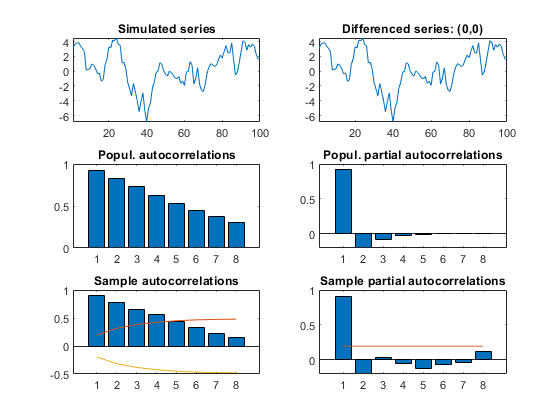 Simulated series
4
2
0
-2
-4
-6
20 40 60 80 100
Differenced series: (0,0)
4
2
0
-2
-4
-6
20 40 60 80 100
Popul. autocorrelations
1
0.5
0
1 2 3 4 5 6 7 8
Popul. partial autocorrelations
1
0.5
0
1 2 3 4 5 6 7 8
Sample autocorrelations
1
0.5
0
-0.5
1 2 3 4 5 6 7 8
Sample partial autocorrelations
1
0.5
0
1 2 3 4 5 6 7 8